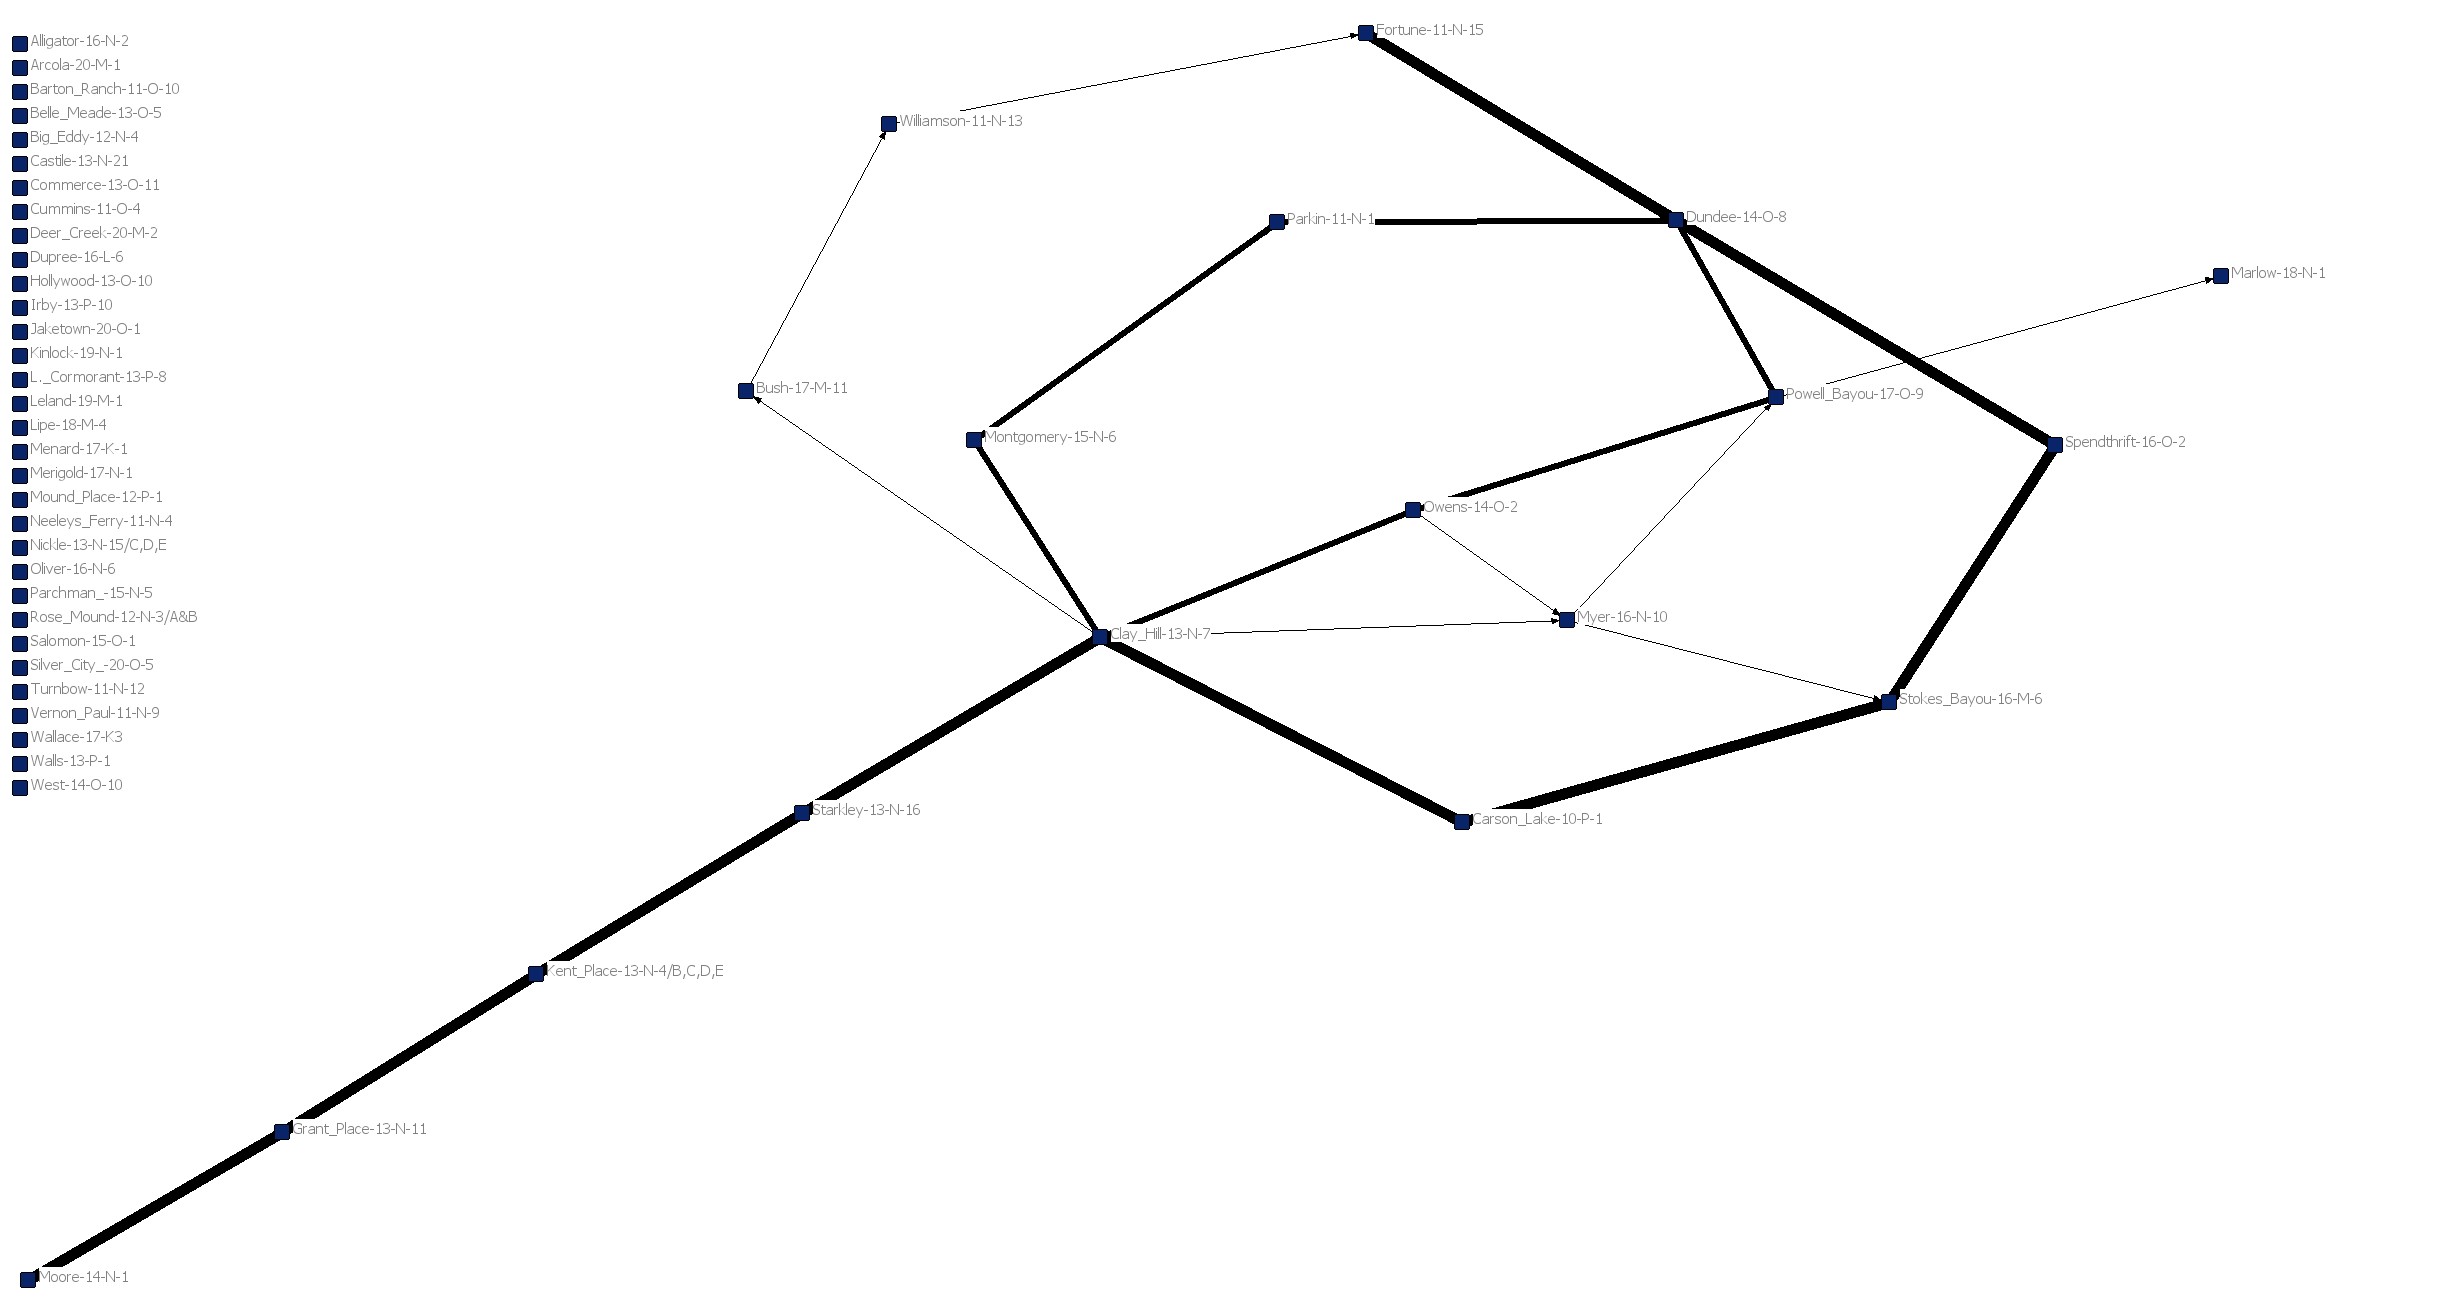 Alligator-16-N-2
Arcola-20-M-1
Barton_Ranch-11-O-10
Belle_Meade-13-O-5
Big_Eddy-12-N-4
Castile-13-N-21
Commerce-13-O-11
Cummins-11-O-4
Deer_Creek-20-M-2
Dupree-16-L-6
Hollywood-13-O-10
Irby-13-P-10
Jaketown-20-O-1
Kinlock-19-N-1
L._Cormorant-13-P-8
Leland-19-M-1
Lipe-18-M-4
Menard-17-K-1
Merigold-17-N-1
Mound_Place-12-P-1
Neeleys_Ferry-11-N-4
Nickle-13-N-15/C,D,E
Oliver-16-N-6
Parchman_-15-N-5
Rose_Mound-12-N-3/A&B
Salomon-15-O-1
Silver_City_-20-O-5
Turnbow-11-N-12
Vernon_Paul-11-N-9
Wallace-17-K3
Walls-13-P-1
West-14-O-10
Fortune-11-N-15
Williamson-11-N-13
Parkin-11-N-1
Dundee-14-O-8
Marlow-18-N-1
Bush-17-M-11
Powell_Bayou-17-O-9
Montgomery-15-N-6
Spendthrift-16-O-2
Owens-14-O-2
Myer-16-N-10
Clay_Hill-13-N-7
Stokes_Bayou-16-M-6
Starkley-13-N-16
Carson_Lake-10-P-1
Kent_Place-13-N-4/B,C,D,E
Grant_Place-13-N-11
Moore-14-N-1